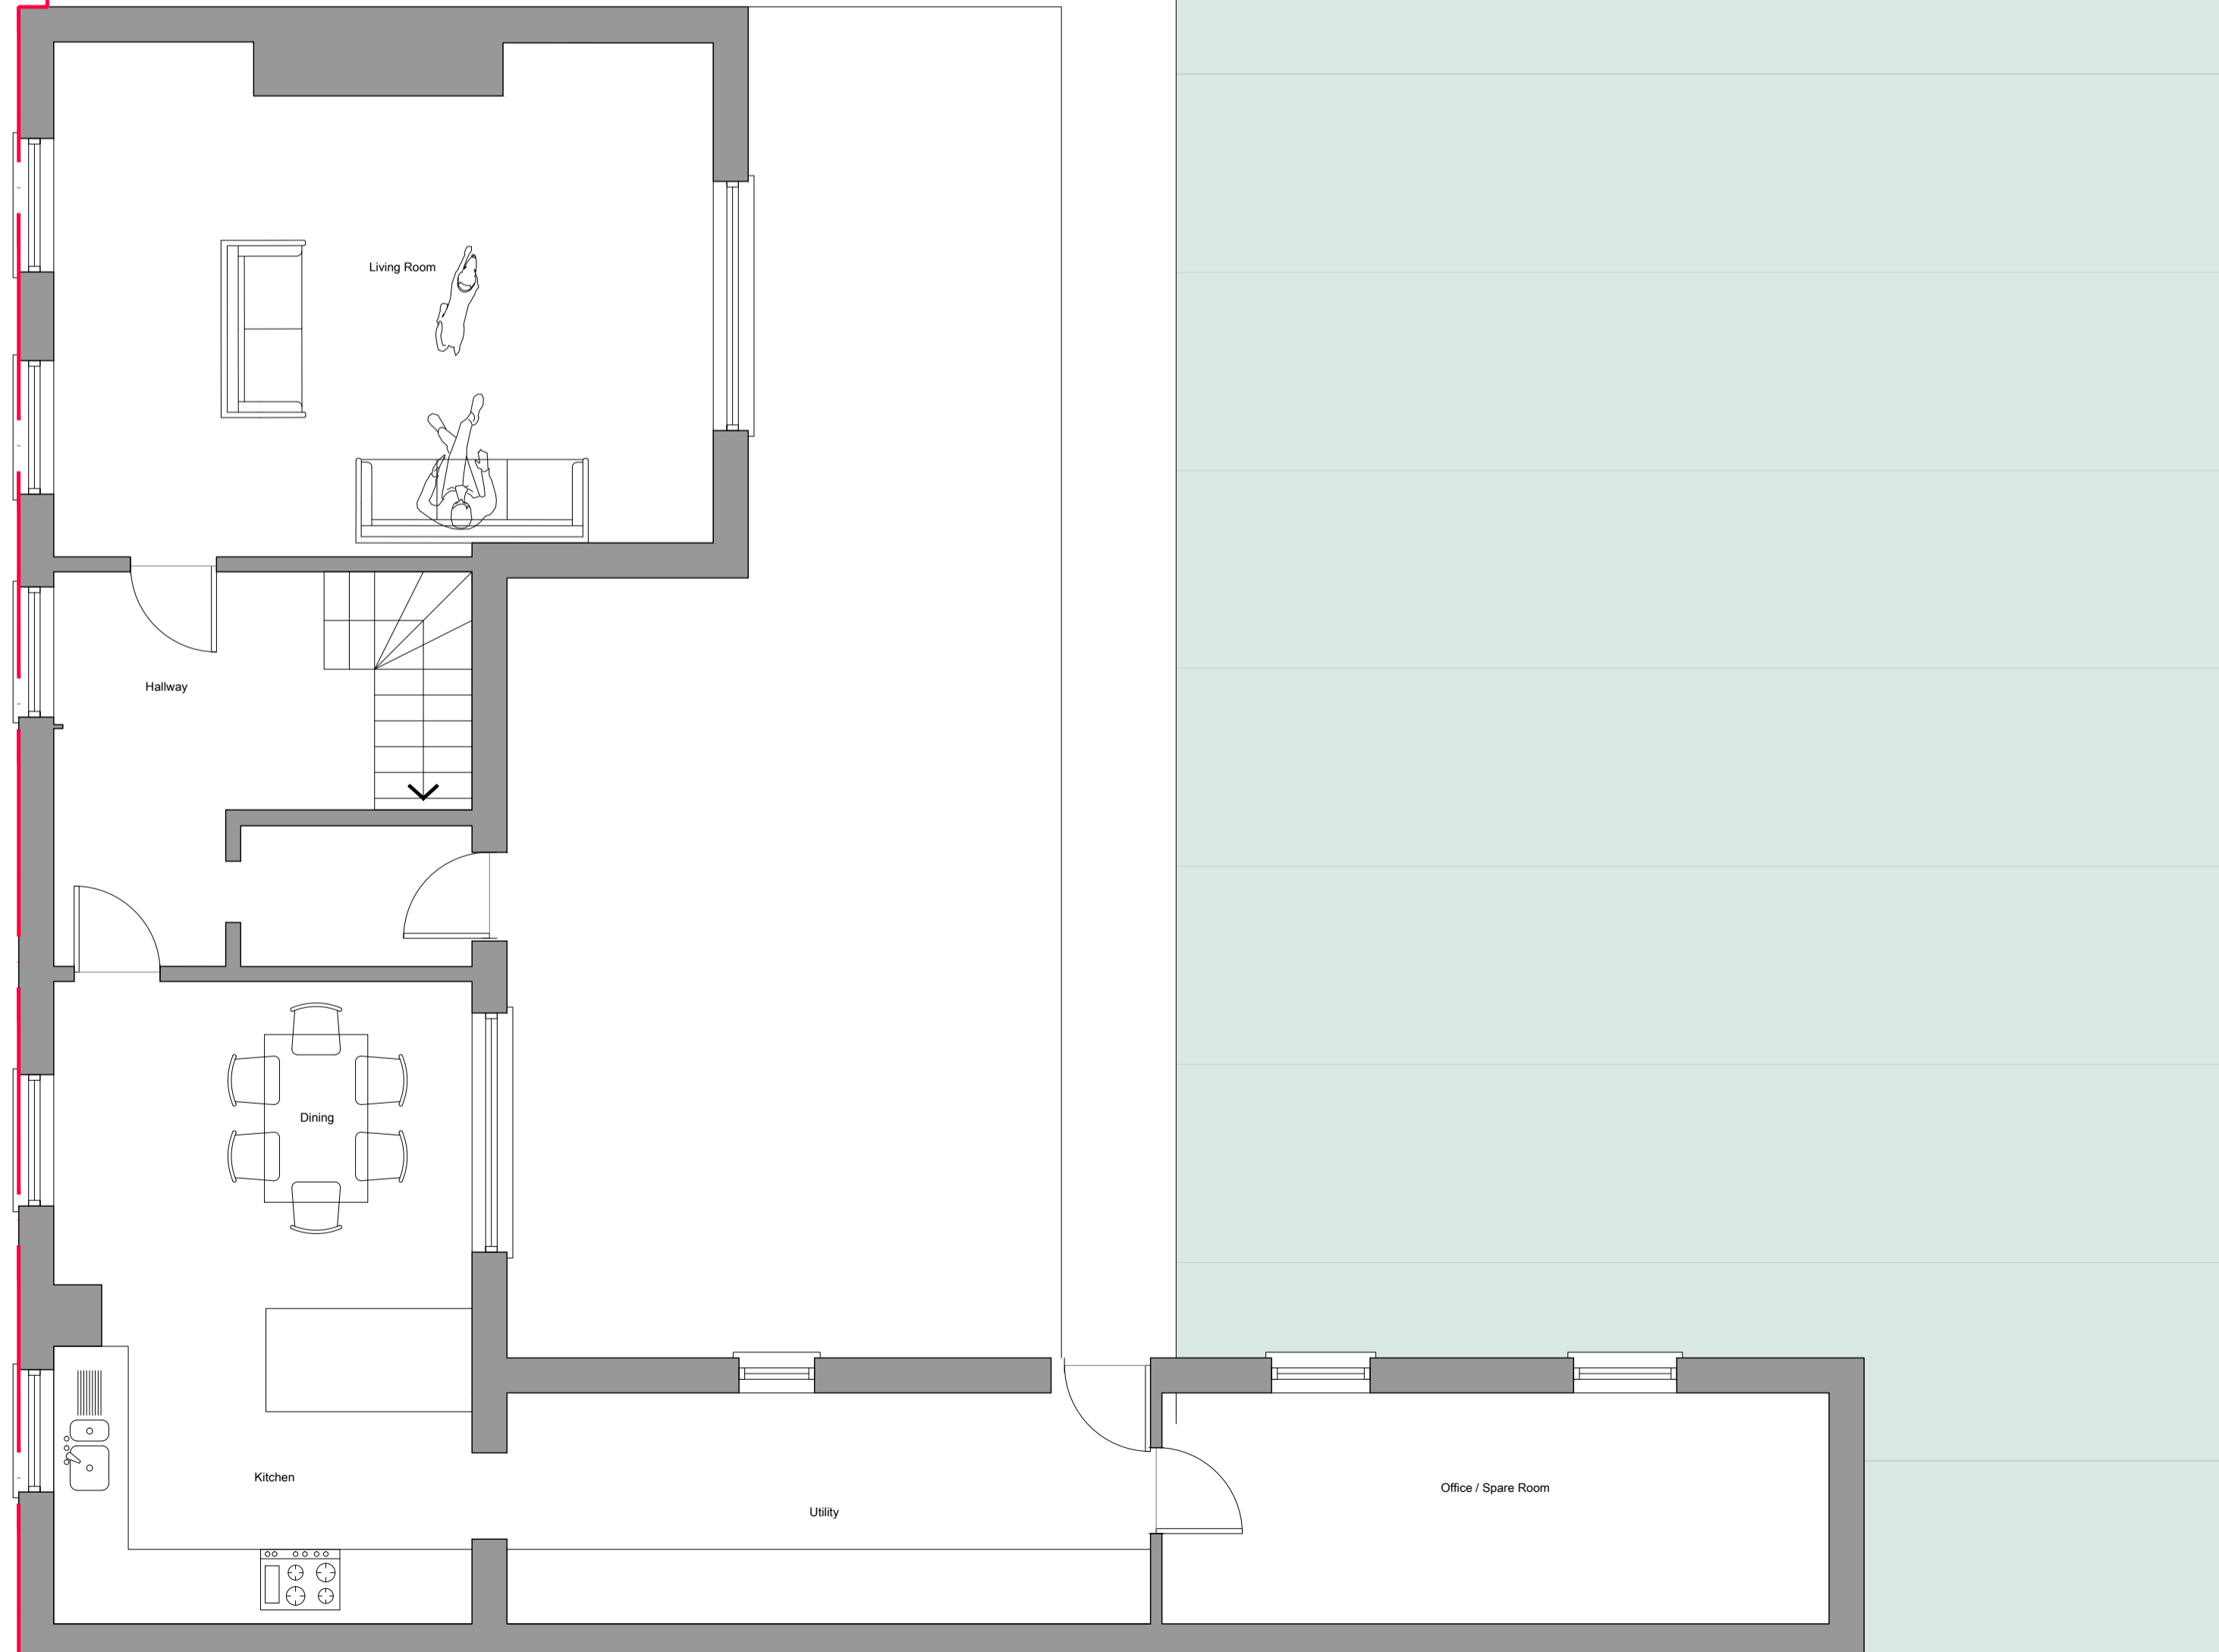 Living Room
Hallway
Dining
Kitchen
Office / Spare Room
Utility